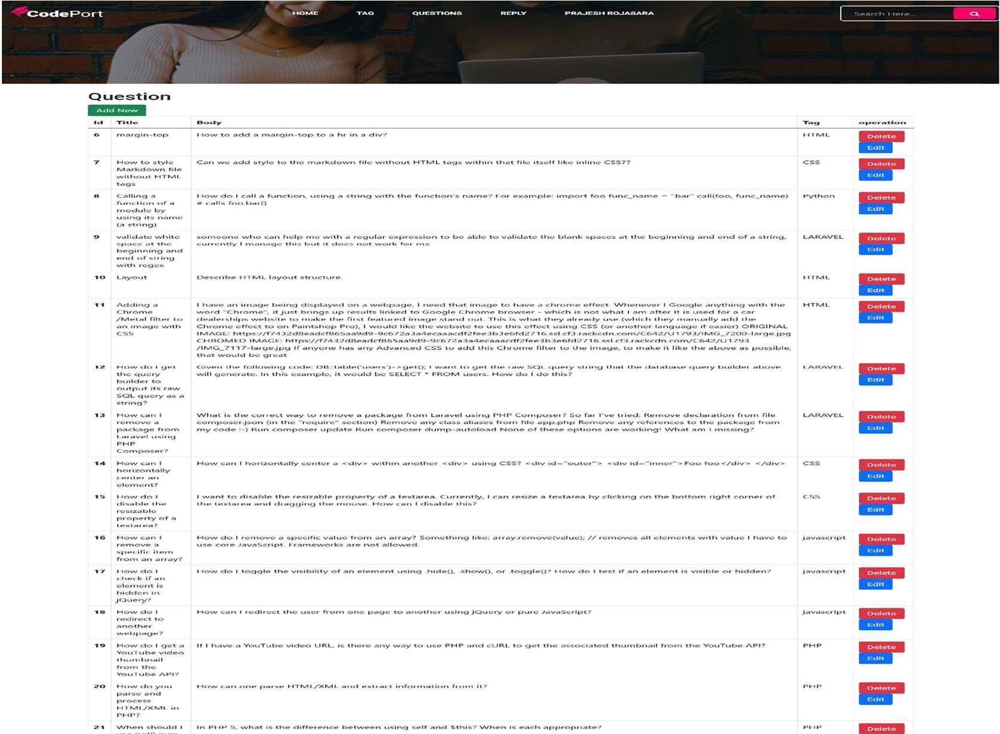 CodePort HOME TAG QUESTIONS REPLY PRAJESH ROJASARA Search Here...
Question
Add New
Id Title Body Tag operation
6 margin-top How to add a margin-top to a hr in a div? HTML Delete
Edit
7 How to style Can we add style to the markdown file without HTML tags within that file itself like inline CSS?? CSS Delete
Markdown file
without HTML Edit
tags
8 Calling a How do I call a function, using a string with the function's name? For example: import foo func_name = "bar" call(foo, func_name) Python Delete
function of a # calls foo.bar()
module by Edit
using its name
(a string)
9 validate white someone who can help me with a regular expression to be able to validate the blank spaces at the beginning and end of a string, LARAVEL Delete
space at the currently I manage this but it does not work for me
beginning and Edit
end of string
with regex
10 Layout Describe HTML layout structure. HTML Delete
Edit
11 Adding a I have an image being displayed on a webpage, I need that image to have a chrome effect. Whenever I Google anything with the HTML Delete
Chrome word "Chrome", it just brings up results linked to Google Chrome browser - which is not what I am after It is used for a car
/Metal filter to dealerships website to make the first featured image stand out. This is what they already use (which they manually add the Edit
an image with Chrome effect to on Paintshop Pro), I would like the website to use this effect using CSS (or another language if easier) ORIGINAL
CSS IMAGE: https://f7432d8eadcf865aa9d9-9c672a3a4ecaaacdf2fee3b3e6fd2716.ssl.cf3.rackcdn.com/C642/U1793/IMG_7200-large.jpg
CHROMED IMAGE: https://f7432d8eadcf865aa9d9-9c672a3a4ecaaacdf2fee3b3e6fd2716.ssl.cf3.rackcdn.com/C642/U1793
/IMG_7117-large.jpg If anyone has any Advanced CSS to add this Chrome filter to the image, to make it like the above as possible,
that would be great
12 How do I get Given the following code: DB::table('users')->get(); I want to get the raw SQL query string that the database query builder above LARAVEL Delete
the query will generate. In this example, it would be SELECT * FROM users. How do I do this?
builder to Edit
output its raw
SQL query as a
string?
13 How can I What is the correct way to remove a package from Laravel using PHP Composer? So far I've tried: Remove declaration from file LARAVEL Delete
remove a composer.json (in the "require" section) Remove any class aliases from file app.php Remove any references to the package from
package from my code :-) Run composer update Run composer dump-autoload None of these options are working! What am I missing? Edit
Laravel using
PHP
Composer?
14 How can I How can I horizontally center a <div> within another <div> using CSS? <div id="outer"> <div id="inner">Foo foo</div> </div> CSS Delete
horizontally
center an Edit
element?
15 How do I I want to disable the resizable property of a textarea. Currently, I can resize a textarea by clicking on the bottom right corner of CSS Delete
disable the the textarea and dragging the mouse. How can I disable this?
resizable Edit
property of a
textarea?
16 How can I How do I remove a specific value from an array? Something like: array.remove(value); // removes all elements with value I have to javascript Delete
remove a use core JavaScript. Frameworks are not allowed.
specific item Edit
from an array?
17 How do I How do I toggle the visibility of an element using .hide(), .show(), or .toggle()? How do I test if an element is visible or hidden? javascript Delete
check if an
element is Edit
hidden in
jQuery?
18 How do I How can I redirect the user from one page to another using jQuery or pure JavaScript? javascript Delete
redirect to
another Edit
webpage?
19 How do I get a If I have a YouTube video URL, is there any way to use PHP and cURL to get the associated thumbnail from the YouTube API? PHP Delete
YouTube video
thumbnail Edit
from the
YouTube API?
20 How do you How can one parse HTML/XML and extract information from it? PHP Delete
parse and
process Edit
HTML/XML in
PHP?
21 When should I In PHP 5, what is the difference between using self and $this? When is each appropriate? PHP Delete